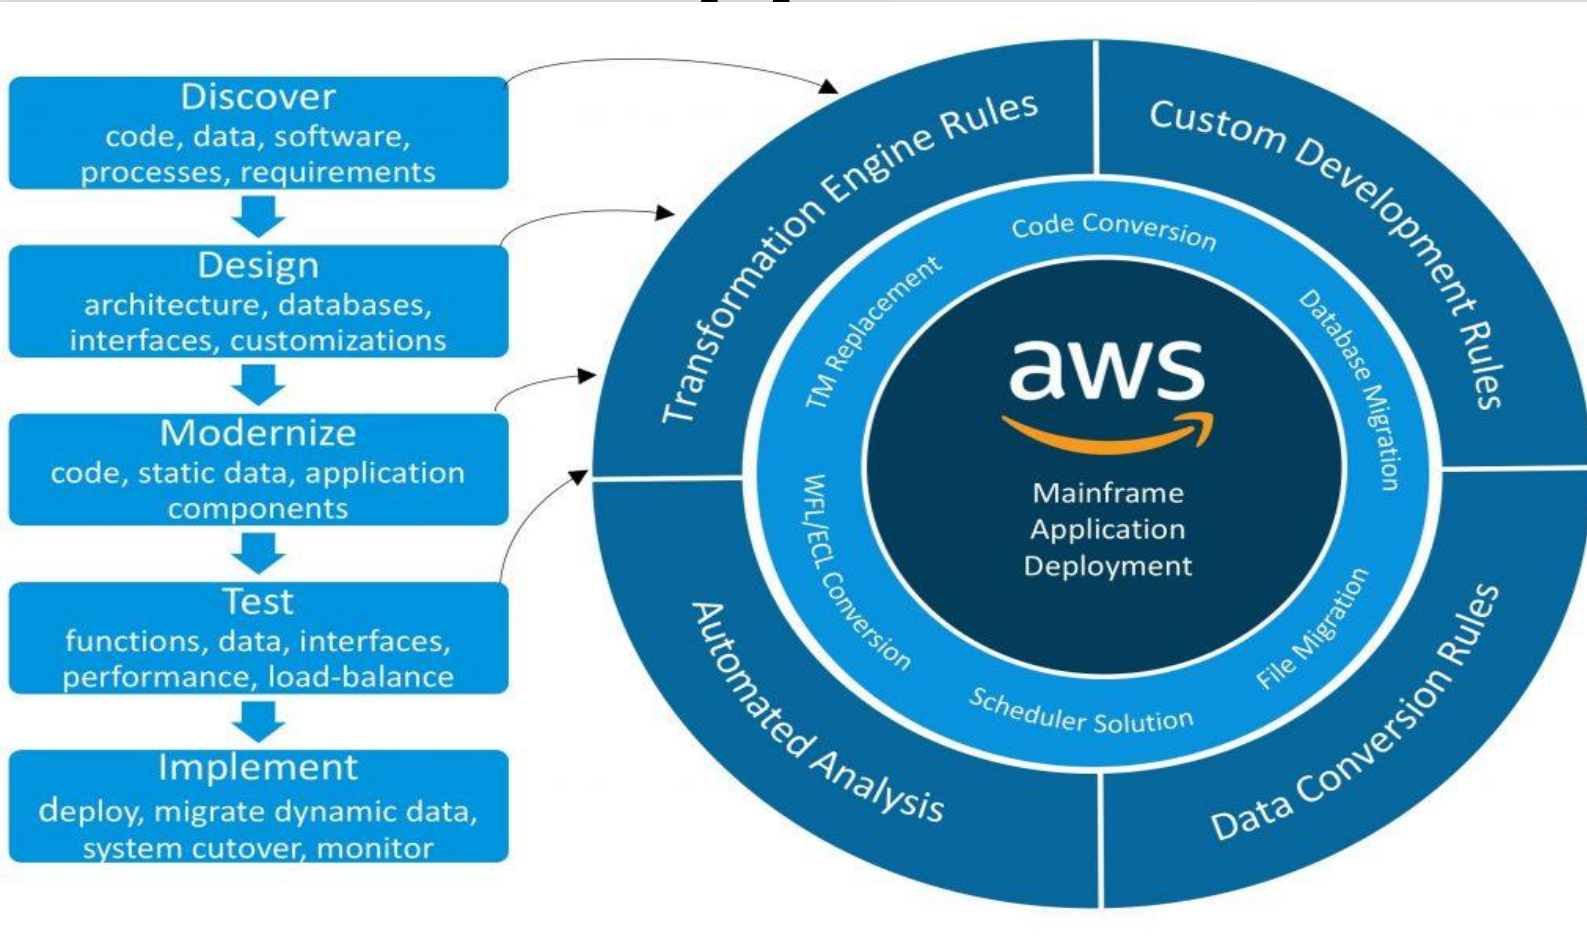 Discover
code, data, software,
processes, requirements
Design
architecture, databases,
interfaces, customizations
Modernize
code, static data, application
components
Test
functions, data, interfaces,
performance, load-balance
Implement
deploy, migrate dynamic data,
system cutover, monitor
Transformation Engine Rules
Custom Development Rules
Data Conversion Rules
Automated Analysis
Code Conversion
Database Migration
File Migration
Scheduler Solution
WFL/ECL Conversion
TM Replacement
aws
Mainframe
Application
Deployment